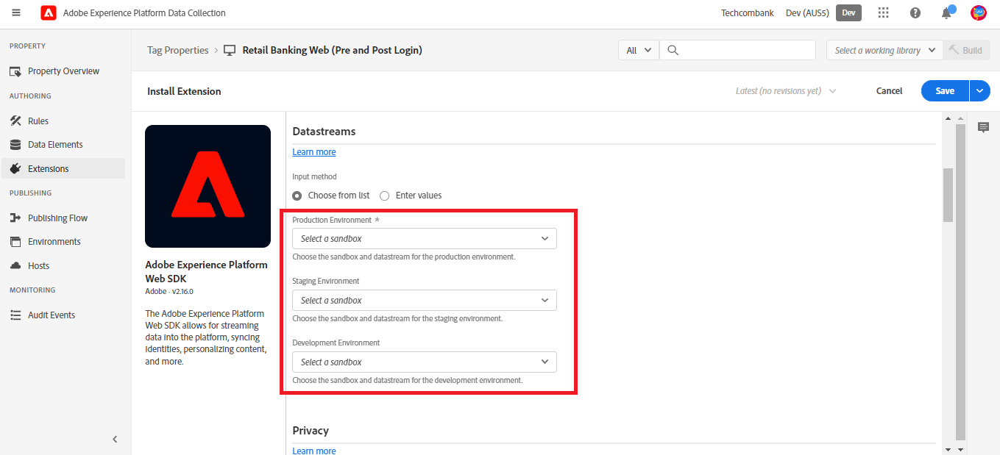 Adobe Experience Platform Data Collection
Techcombank
Dev (AUS5)
Dev
PROPERTY
Property Overview
AUTHORING
Rules
Data Elements
Extensions
PUBLISHING
Publishing Flow
Environments
Hosts
MONITORING
Audit Events
Tag Properties > Retail Banking Web (Pre and Post Login)
All
Select a working library
Build
Install Extension
Latest (no revisions yet)
Cancel
Save
Adobe Experience Platform
Web SDK
Adobe · v2.16.0
The Adobe Experience Platform
Web SDK allows for streaming
data into the platform, syncing
identities, personalizing content,
and more.
Datastreams
Learn more
Input method
Choose from list
Enter values
Production Environment *
Select a sandbox
Choose the sandbox and datastream for the production environment.
Staging Environment
Select a sandbox
Choose the sandbox and datastream for the staging environment.
Development Environment
Select a sandbox
Choose the sandbox and datastream for the development environment.
Privacy
Learn more